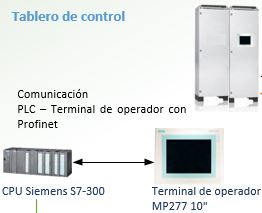 Tablero de control
Comunicación
PLC – Terminal de operador con
Profinet
CPU Siemens S7-300
Terminal de operador
MP277 10"